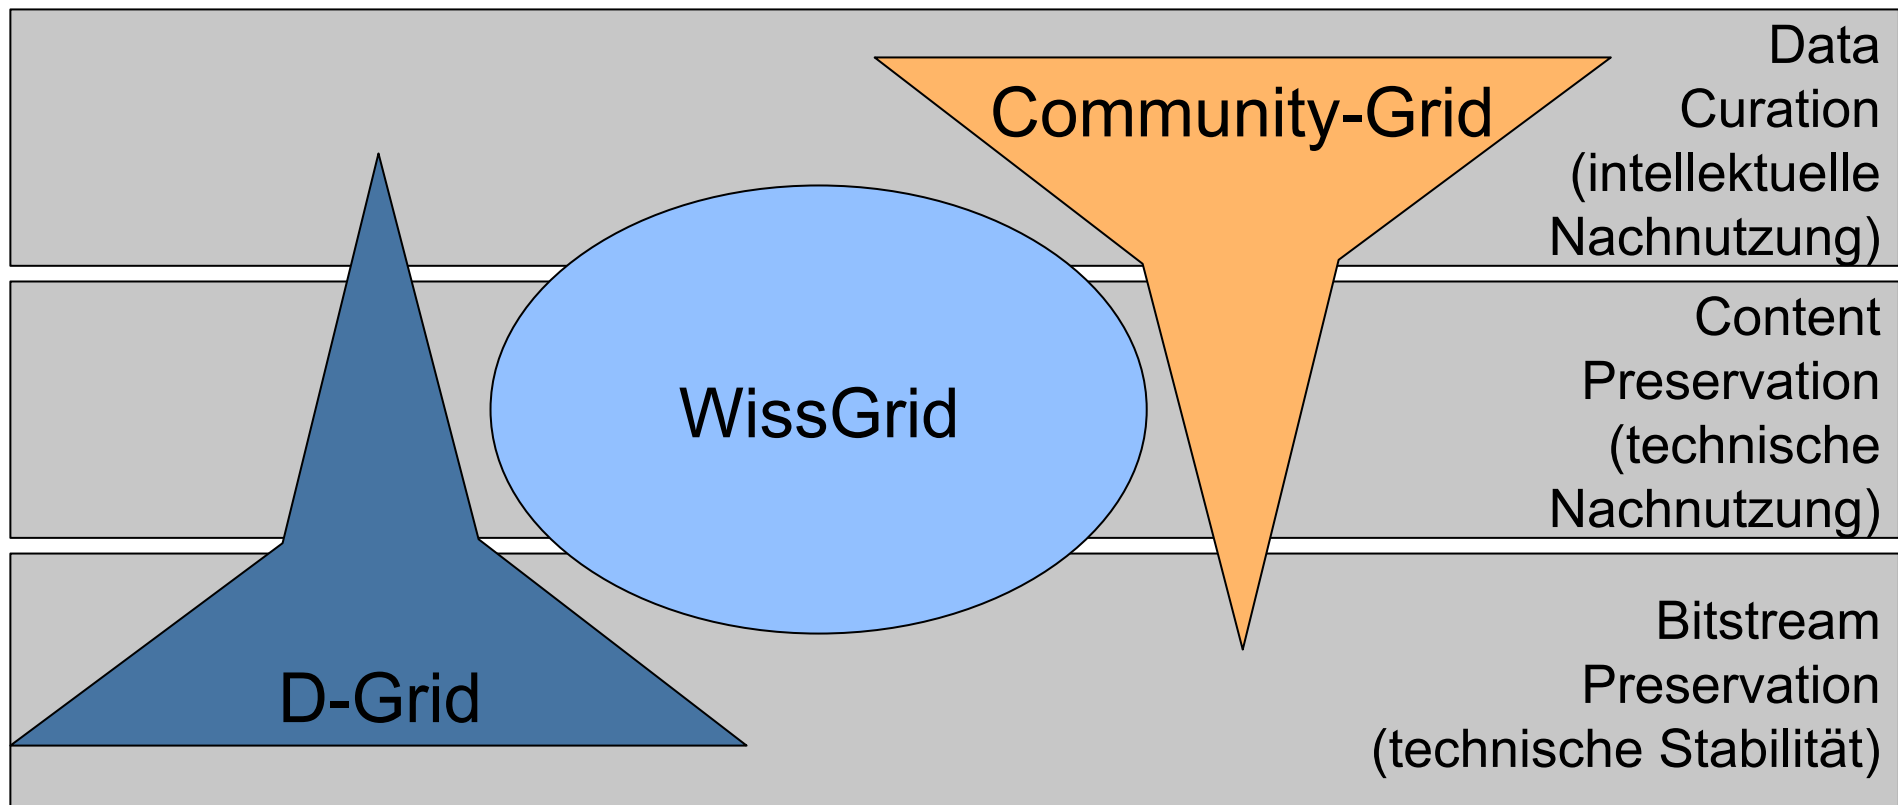 Data
Curation
(intellektuelle
Nachnutzung)
Community-Grid
Content
Preservation
(technische
Nachnutzung)
WissGrid
Bitstream
Preservation
(technische Stabilität)
D-Grid